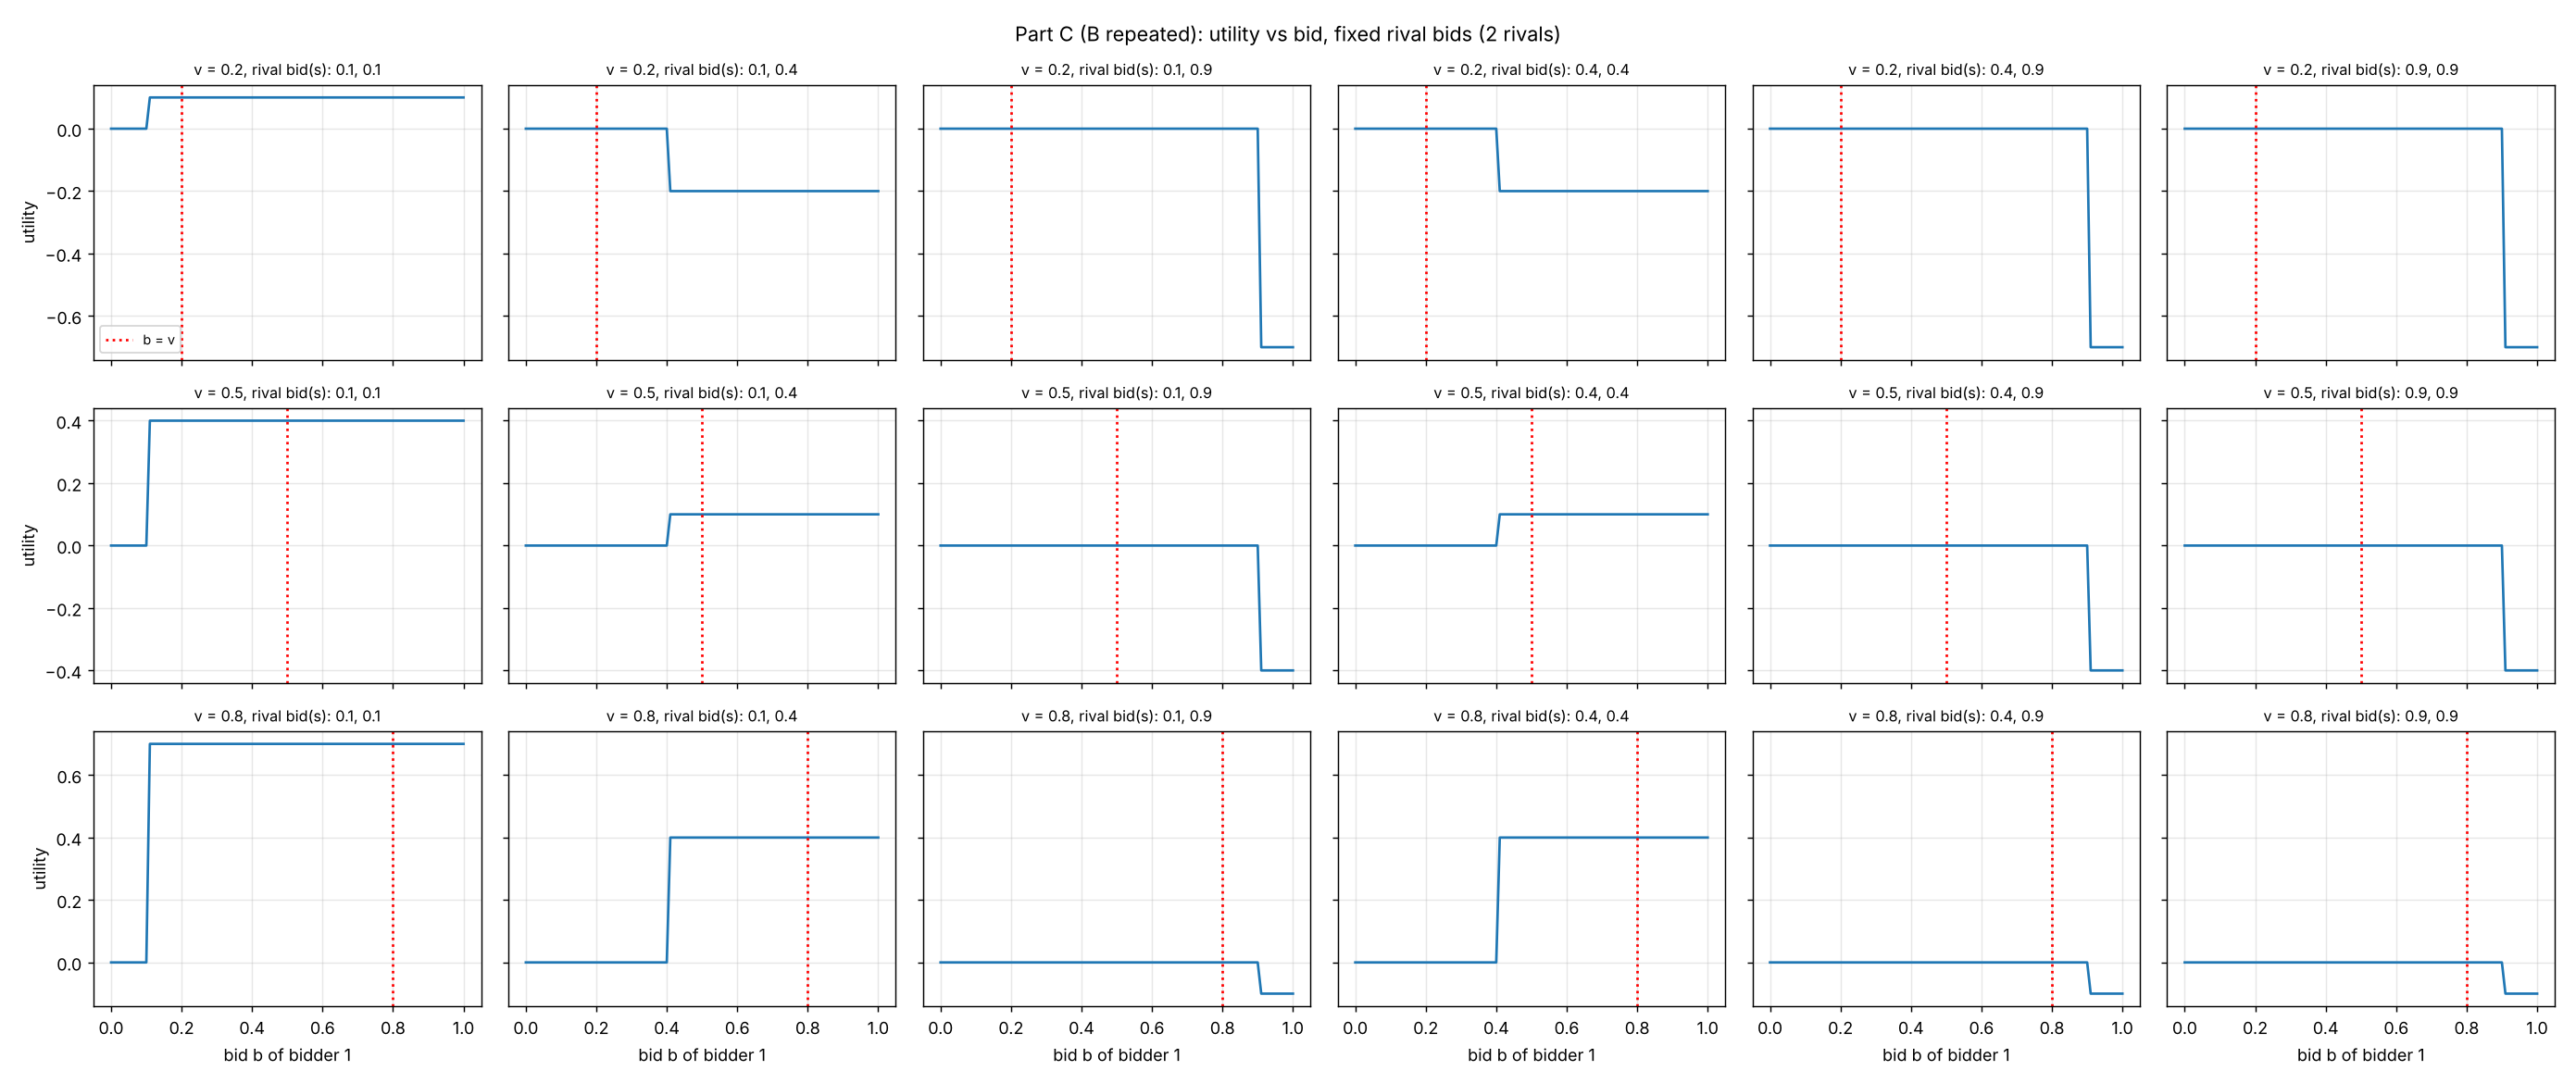 Part C (B repeated): utility vs bid, fixed rival bids (2 rivals)
v = 0.2, rival bid(s): 0.1, 0.1
v = 0.2, rival bid(s): 0.1, 0.4
v = 0.2, rival bid(s): 0.1, 0.9
v = 0.2, rival bid(s): 0.4, 0.4
v = 0.2, rival bid(s): 0.4, 0.9
v = 0.2, rival bid(s): 0.9, 0.9
utility
0.0
−0.2
−0.4
−0.6
b = v
v = 0.5, rival bid(s): 0.1, 0.1
v = 0.5, rival bid(s): 0.1, 0.4
v = 0.5, rival bid(s): 0.1, 0.9
v = 0.5, rival bid(s): 0.4, 0.4
v = 0.5, rival bid(s): 0.4, 0.9
v = 0.5, rival bid(s): 0.9, 0.9
utility
0.4
0.2
0.0
−0.2
−0.4
v = 0.8, rival bid(s): 0.1, 0.1
v = 0.8, rival bid(s): 0.1, 0.4
v = 0.8, rival bid(s): 0.1, 0.9
v = 0.8, rival bid(s): 0.4, 0.4
v = 0.8, rival bid(s): 0.4, 0.9
v = 0.8, rival bid(s): 0.9, 0.9
utility
0.6
0.4
0.2
0.0
0.0 0.2 0.4 0.6 0.8 1.0
0.0 0.2 0.4 0.6 0.8 1.0
0.0 0.2 0.4 0.6 0.8 1.0
0.0 0.2 0.4 0.6 0.8 1.0
0.0 0.2 0.4 0.6 0.8 1.0
0.0 0.2 0.4 0.6 0.8 1.0
bid b of bidder 1
bid b of bidder 1
bid b of bidder 1
bid b of bidder 1
bid b of bidder 1
bid b of bidder 1